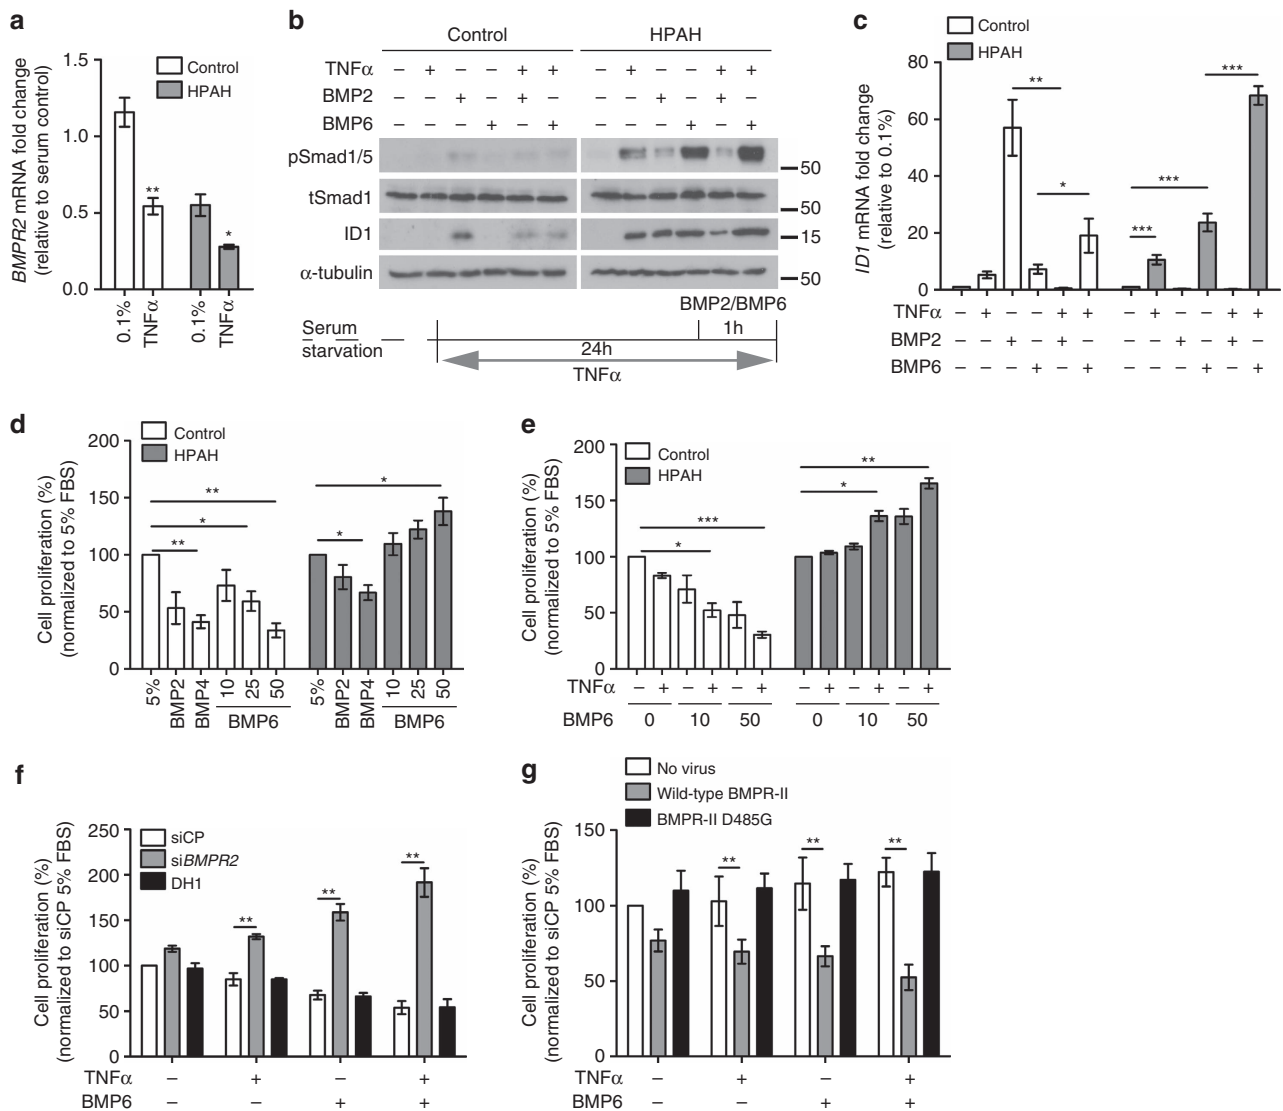 a
BMPR2 mRNA fold change
(relative to serum control)
1.5
1.0
0.5
0.0
Control
HPAH
**
*
0.1%
TNFα
0.1%
TNFα
b
Control
HPAH
TNFα – + – – + + – + – – + +
BMP2 – – + – + – – – + – + –
BMP6 – – – + – + – – – + – +
pSmad1/5
50
tSmad1
50
ID1
15
α-tubulin
50
BMP2/BMP6
Serum
starvation
1h
24h
TNFα
c
Control
HPAH
ID1 mRNA fold change
(relative to 0.1%)
80
60
40
20
0
**
*
***
***
***
TNFα – + – – + + – + – – + +
BMP2 – – + – + – – – + – + –
BMP6 – – – + – + – – – + – +
d
Control
HPAH
Cell proliferation (%)
(normalized to 5% FBS)
200
150
100
50
0
**
*
**
*
*
5%
BMP2
BMP4
10
25
50
BMP6
5%
BMP2
BMP4
10
25
50
BMP6
e
Control
HPAH
Cell proliferation (%)
(normalized to 5% FBS)
200
150
100
50
0
***
*
**
*
TNFα – + – + – + – + – + – +
BMP6 0 10 50 0 10 50
f
siCP
siBMPR2
DH1
Cell proliferation (%)
(normalized to siCP 5% FBS)
250
200
150
100
50
0
**
**
**
TNFα – + – +
BMP6 – – + +
g
No virus
Wild-type BMPR-II
BMPR-II D485G
Cell proliferation (%)
(normalized to siCP 5% FBS)
150
100
50
0
**
**
**
TNFα – + – +
BMP6 – – + +